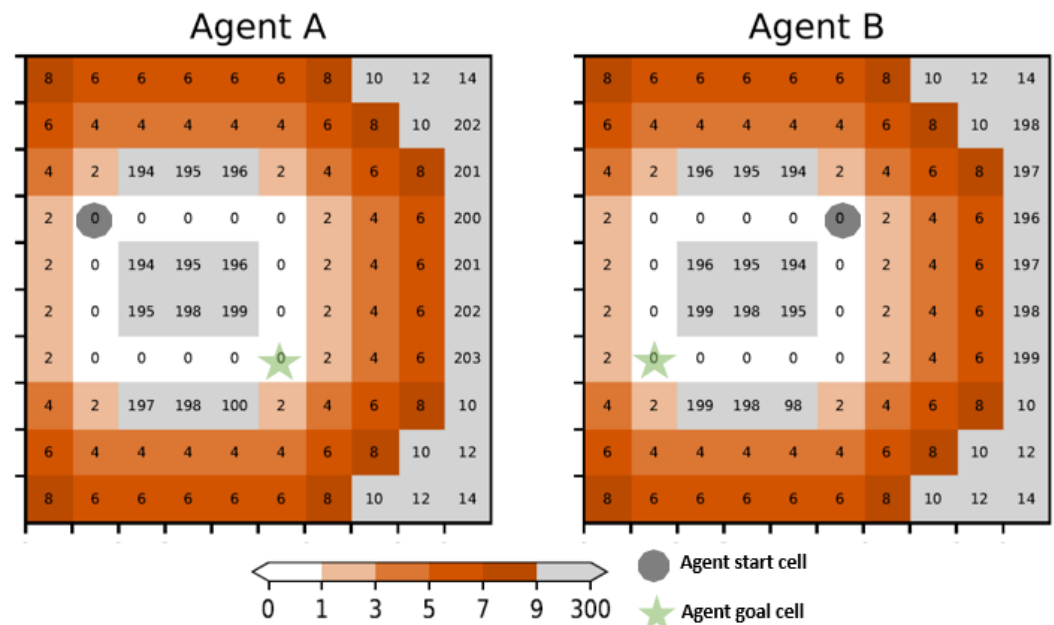 Agent A Agent B
8 6 6 6 6 6 8 10 12 14 8 6 6 6 6 6 8 10 12 14
6 4 4 4 4 4 6 8 10 202 6 4 4 4 4 4 6 8 10 198
4 2 194 195 196 2 4 6 8 201 4 2 196 195 194 2 4 6 8 197
2 0 0 0 0 0 2 4 6 200 2 0 0 0 0 0 2 4 6 196
2 0 194 195 196 0 2 4 6 201 2 0 196 195 194 0 2 4 6 197
2 0 195 198 199 0 2 4 6 202 2 0 199 198 195 0 2 4 6 198
2 0 0 0 0 0 2 4 6 203 2 0 0 0 0 0 2 4 6 199
4 2 197 198 100 2 4 6 8 10 4 2 199 198 98 2 4 6 8 10
6 4 4 4 4 4 6 8 10 12 6 4 4 4 4 4 6 8 10 12
8 6 6 6 6 6 8 10 12 14 8 6 6 6 6 6 8 10 12 14
0 1 3 5 7 9 300
Agent start cell
Agent goal cell